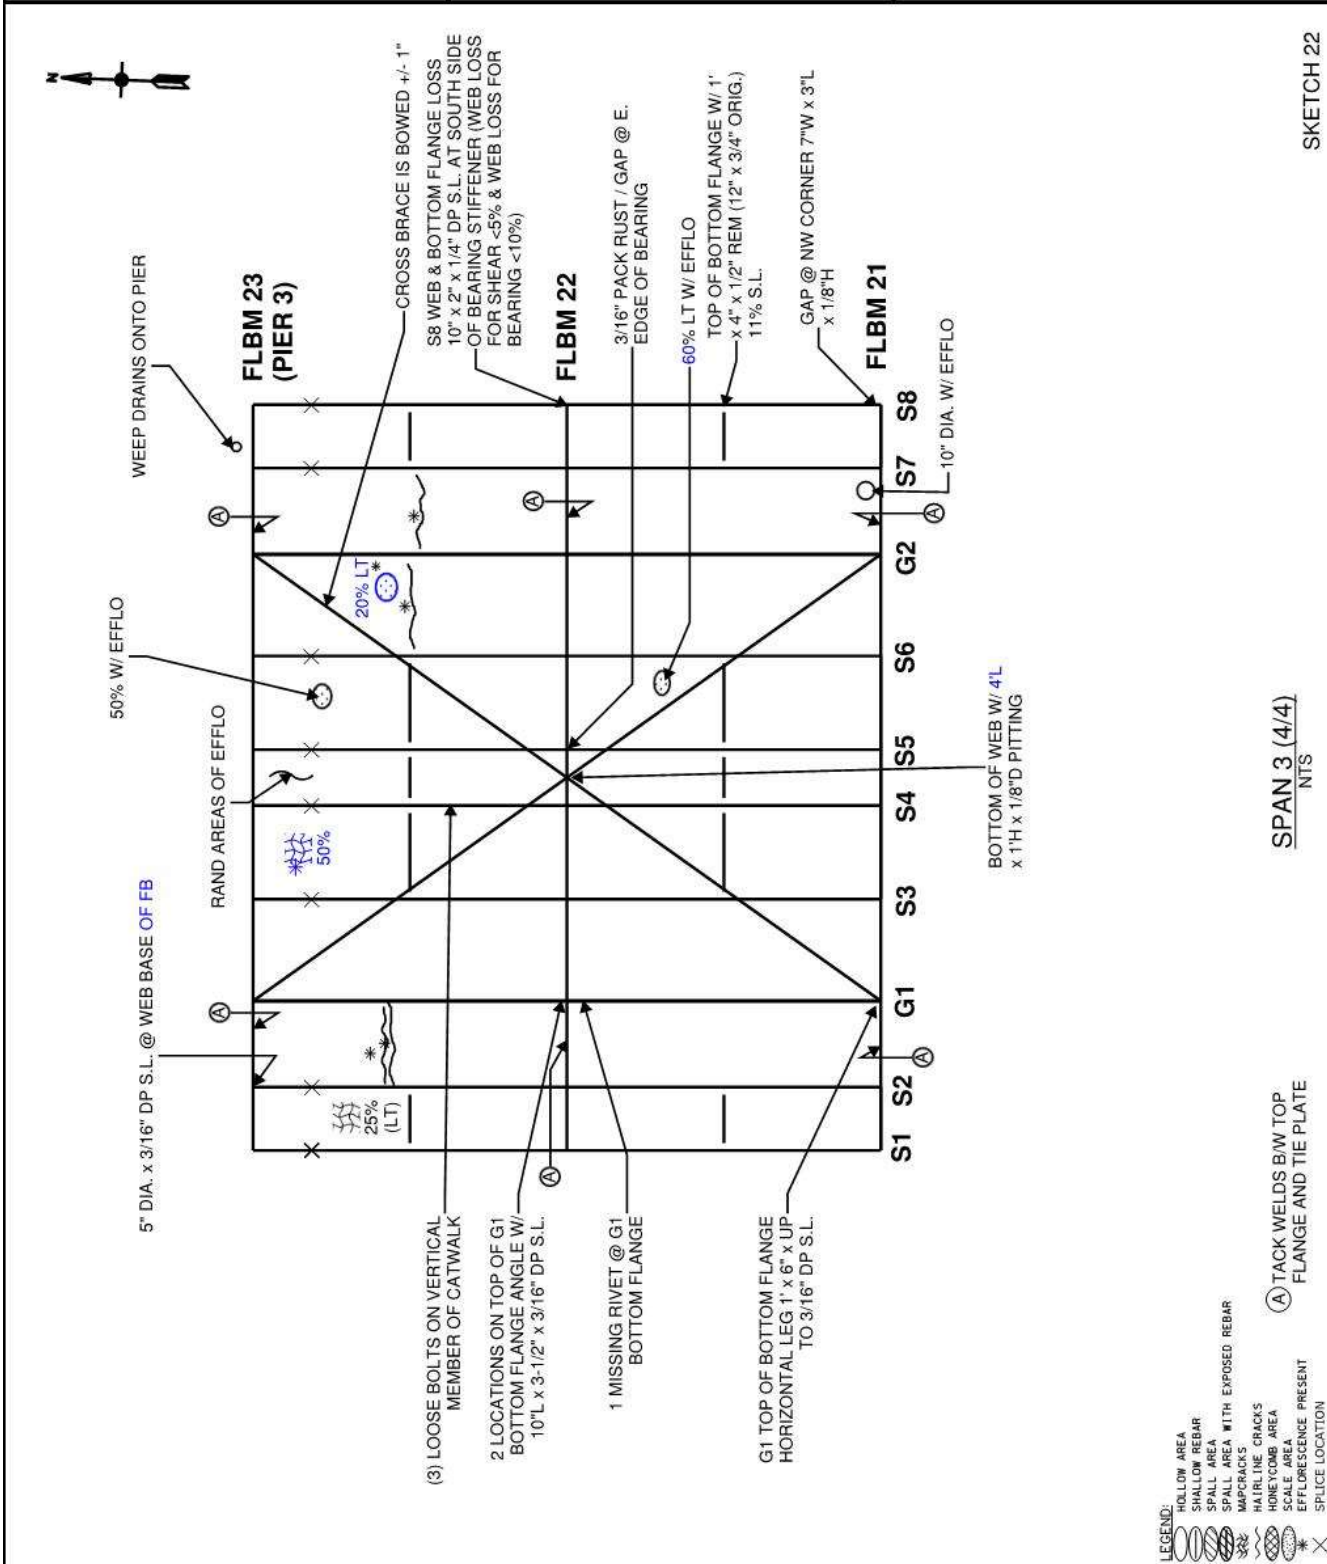 N
WEEP DRAINS ONTO PIER
50% W/ EFFLO
RAND AREAS OF EFFLO
5" DIA. x 3/16" DP S.L. @ WEB BASE OF FB
FLBM 23
(PIER 3)
CROSS BRACE IS BOWED +/- 1"
S8 WEB & BOTTOM FLANGE LOSS
10" x 2" x 1/4" DP S.L. AT SOUTH SIDE
OF BEARING STIFFENER (WEB LOSS
FOR SHEAR <5% & WEB LOSS FOR
BEARING <10%)
FLBM 22
3/16" PACK RUST / GAP @ E.
EDGE OF BEARING
60% LT W/ EFFLO
TOP OF BOTTOM FLANGE W/ 1'
x 4" x 1/2" REM (12" x 3/4" ORIG.)
11% S.L.
GAP @ NW CORNER 7"W x 3"L
x 1/8"H
FLBM 21
10" DIA. W/ EFFLO
A
A
A
A
A
A
20% LT
50%
25%
(LT)
S1
S2
G1
S3
S4
S5
S6
G2
S7
S8
(3) LOOSE BOLTS ON VERTICAL
MEMBER OF CATWALK
2 LOCATIONS ON TOP OF G1
BOTTOM FLANGE ANGLE W/
10"L x 3-1/2" x 3/16" DP S.L.
1 MISSING RIVET @ G1
BOTTOM FLANGE
G1 TOP OF BOTTOM FLANGE
HORIZONTAL LEG 1' x 6" x UP
TO 3/16" DP S.L.
BOTTOM OF WEB W/ 4'L
x 1'H x 1/8"D PITTING
LEGEND:
HOLLOW AREA
SHALLOW REBAR
SPALL AREA
SPALL AREA WITH EXPOSED REBAR
MAPCRACKS
HAIRLINE CRACKS
HONEYCOMB AREA
SCALE AREA
EFFLORESCENCE PRESENT
SPLICE LOCATION
A TACK WELDS B/W TOP
FLANGE AND TIE PLATE
SPAN 3 (4/4)
NTS
SKETCH 22